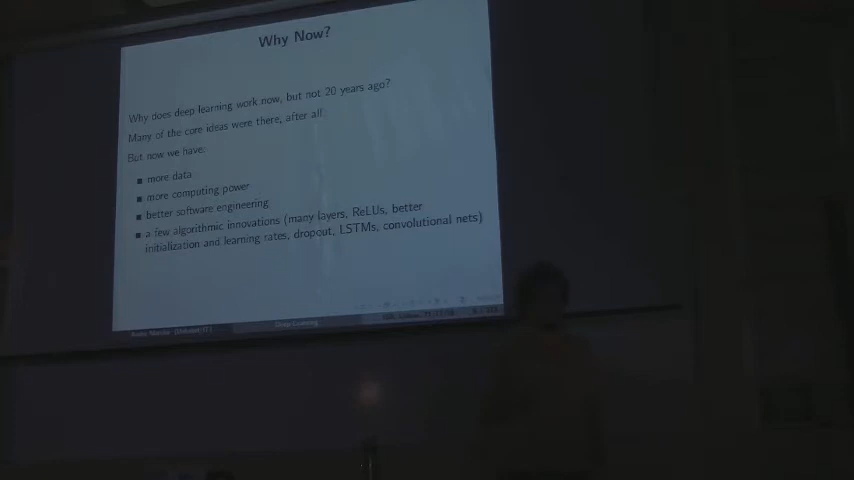 Why Now?
Why does deep learning work now, but not 20 years ago?
Many of the core ideas were there, after all.
But now we have:
more data
more computing power
better software engineering
a few algorithmic innovations (many layers, ReLUs, better
initialization and learning rates, dropout, LSTMs, convolutional nets)
Deep Learning